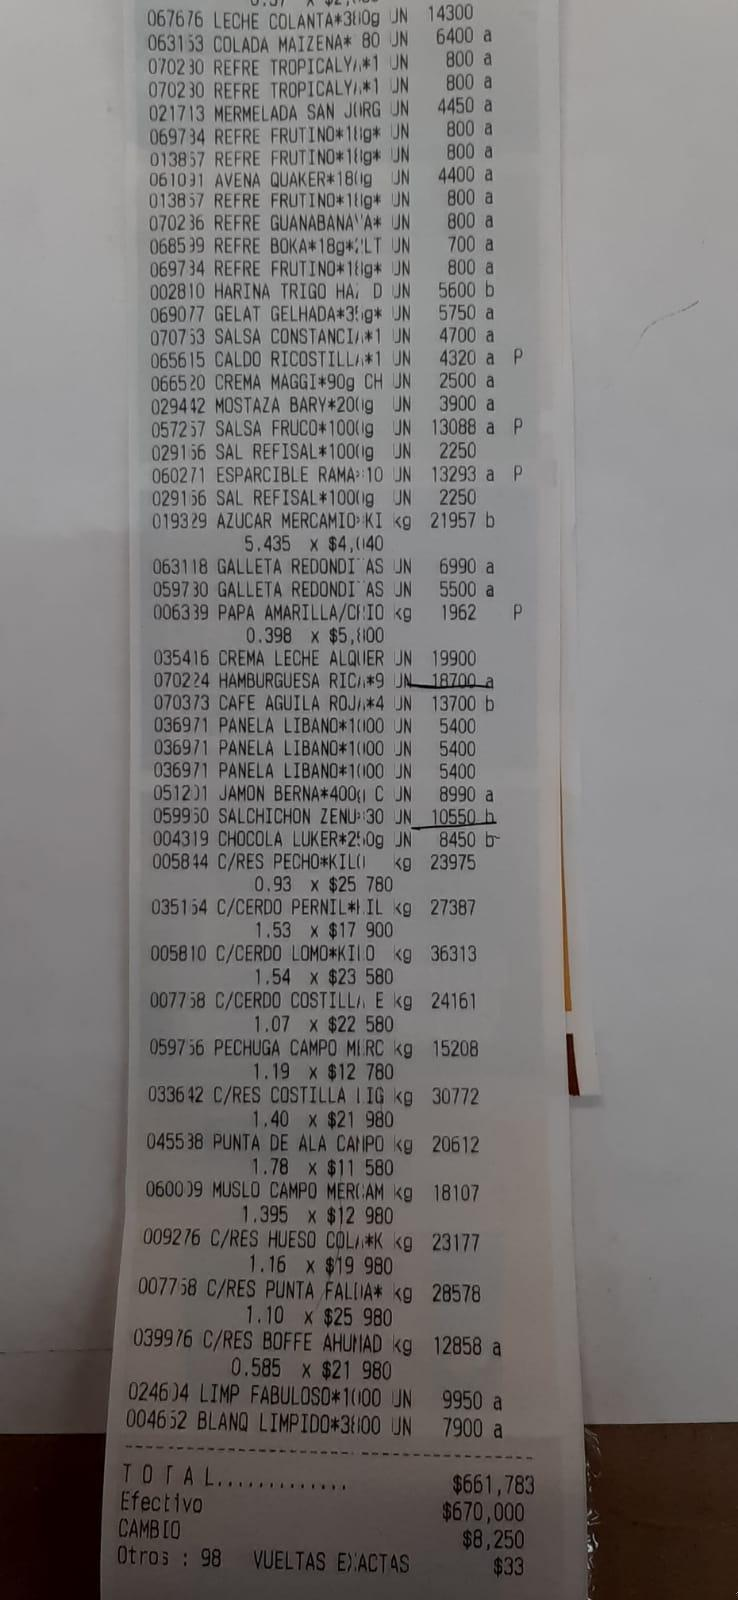 067676 LECHE COLANTA*380g UN 14300
063153 COLADA MAIZENA* 80 UN 6400 a
070230 REFRE TROPICALYA*1 UN 800 a
070230 REFRE TROPICALYA*1 UN 800 a
021713 MERMELADA SAN JORG UN 4450 a
069734 REFRE FRUTINO*18g* UN 800 a
013867 REFRE FRUTINO*18g* UN 800 a
061091 AVENA QUAKER*180g UN 4400 a
013867 REFRE FRUTINO*18g* UN 800 a
070236 REFRE GUANABANA A* UN 800 a
068599 REFRE BOKA*18g*2LT UN 700 a
069734 REFRE FRUTINO*18g* UN 800 a
002810 HARINA TRIGO HAZ D UN 5600 b
069077 GELAT GELHADA*35g* UN 5750 a
070753 SALSA CONSTANCIA*1 UN 4700 a
065615 CALDO RICOSTILLA*1 UN 4320 a P
066520 CREMA MAGGI*90g CH UN 2500 a
029442 MOSTAZA BARY*200g UN 3900 a
057257 SALSA FRUCO*1000g UN 13088 a P
029156 SAL REFISAL*1000g UN 2250
060271 ESPARCIBLE RAMA*10 UN 13293 a P
029156 SAL REFISAL*1000g UN 2250
019329 AZUCAR MERCAMIO*KI kg 21957 b
5.435 x $4,040
063118 GALLETA REDONDITAS UN 6990 a
059730 GALLETA REDONDITAS UN 5500 a
006339 PAPA AMARILLA/CRIO kg 1962 P
0.398 x $5,800
035416 CREMA LECHE ALQUER UN 19900
070224 HAMBURGUESA RICA*9 UN 18700 a
070373 CAFE AGUILA ROJA*4 UN 13700 b
036971 PANELA LIBANO*1000 UN 5400
036971 PANELA LIBANO*1000 UN 5400
036971 PANELA LIBANO*1000 UN 5400
051201 JAMON BERNA*400g C UN 8990 a
059950 SALCHICHON ZENU*30 UN 10550 b
004319 CHOCOLA LUKER*250g UN 8450 b
005844 C/RES PECHO*KILO kg 23975
0.93 x $25 780
035154 C/CERDO PERNIL*KIL kg 27387
1.53 x $17 900
005810 C/CERDO LOMO*KILO kg 36313
1.54 x $23 580
007758 C/CERDO COSTILLA E kg 24161
1.07 x $22 580
059756 PECHUGA CAMPO MERC kg 15208
1.19 x $12 780
033642 C/RES COSTILLA LIG kg 30772
1.40 x $21 980
045538 PUNTA DE ALA CAMPO kg 20612
1.78 x $11 580
060009 MUSLO CAMPO MERCAM kg 18107
1.395 x $12 980
009276 C/RES HUESO COLA*K kg 23177
1.16 x $19 980
007768 C/RES PUNTA FALDA* kg 28578
1.10 x $25 980
039976 C/RES BOFFE AHUMAD kg 12858 a
0.585 x $21 980
024604 LIMP FABULOSO*1000 UN 9950 a
004652 BLANQ LIMPIDO*3800 UN 7900 a
TOTAL............. $661,783
Efectivo $670,000
CAMBIO $8,250
Otros : 98 VUELTAS EXACTAS $33